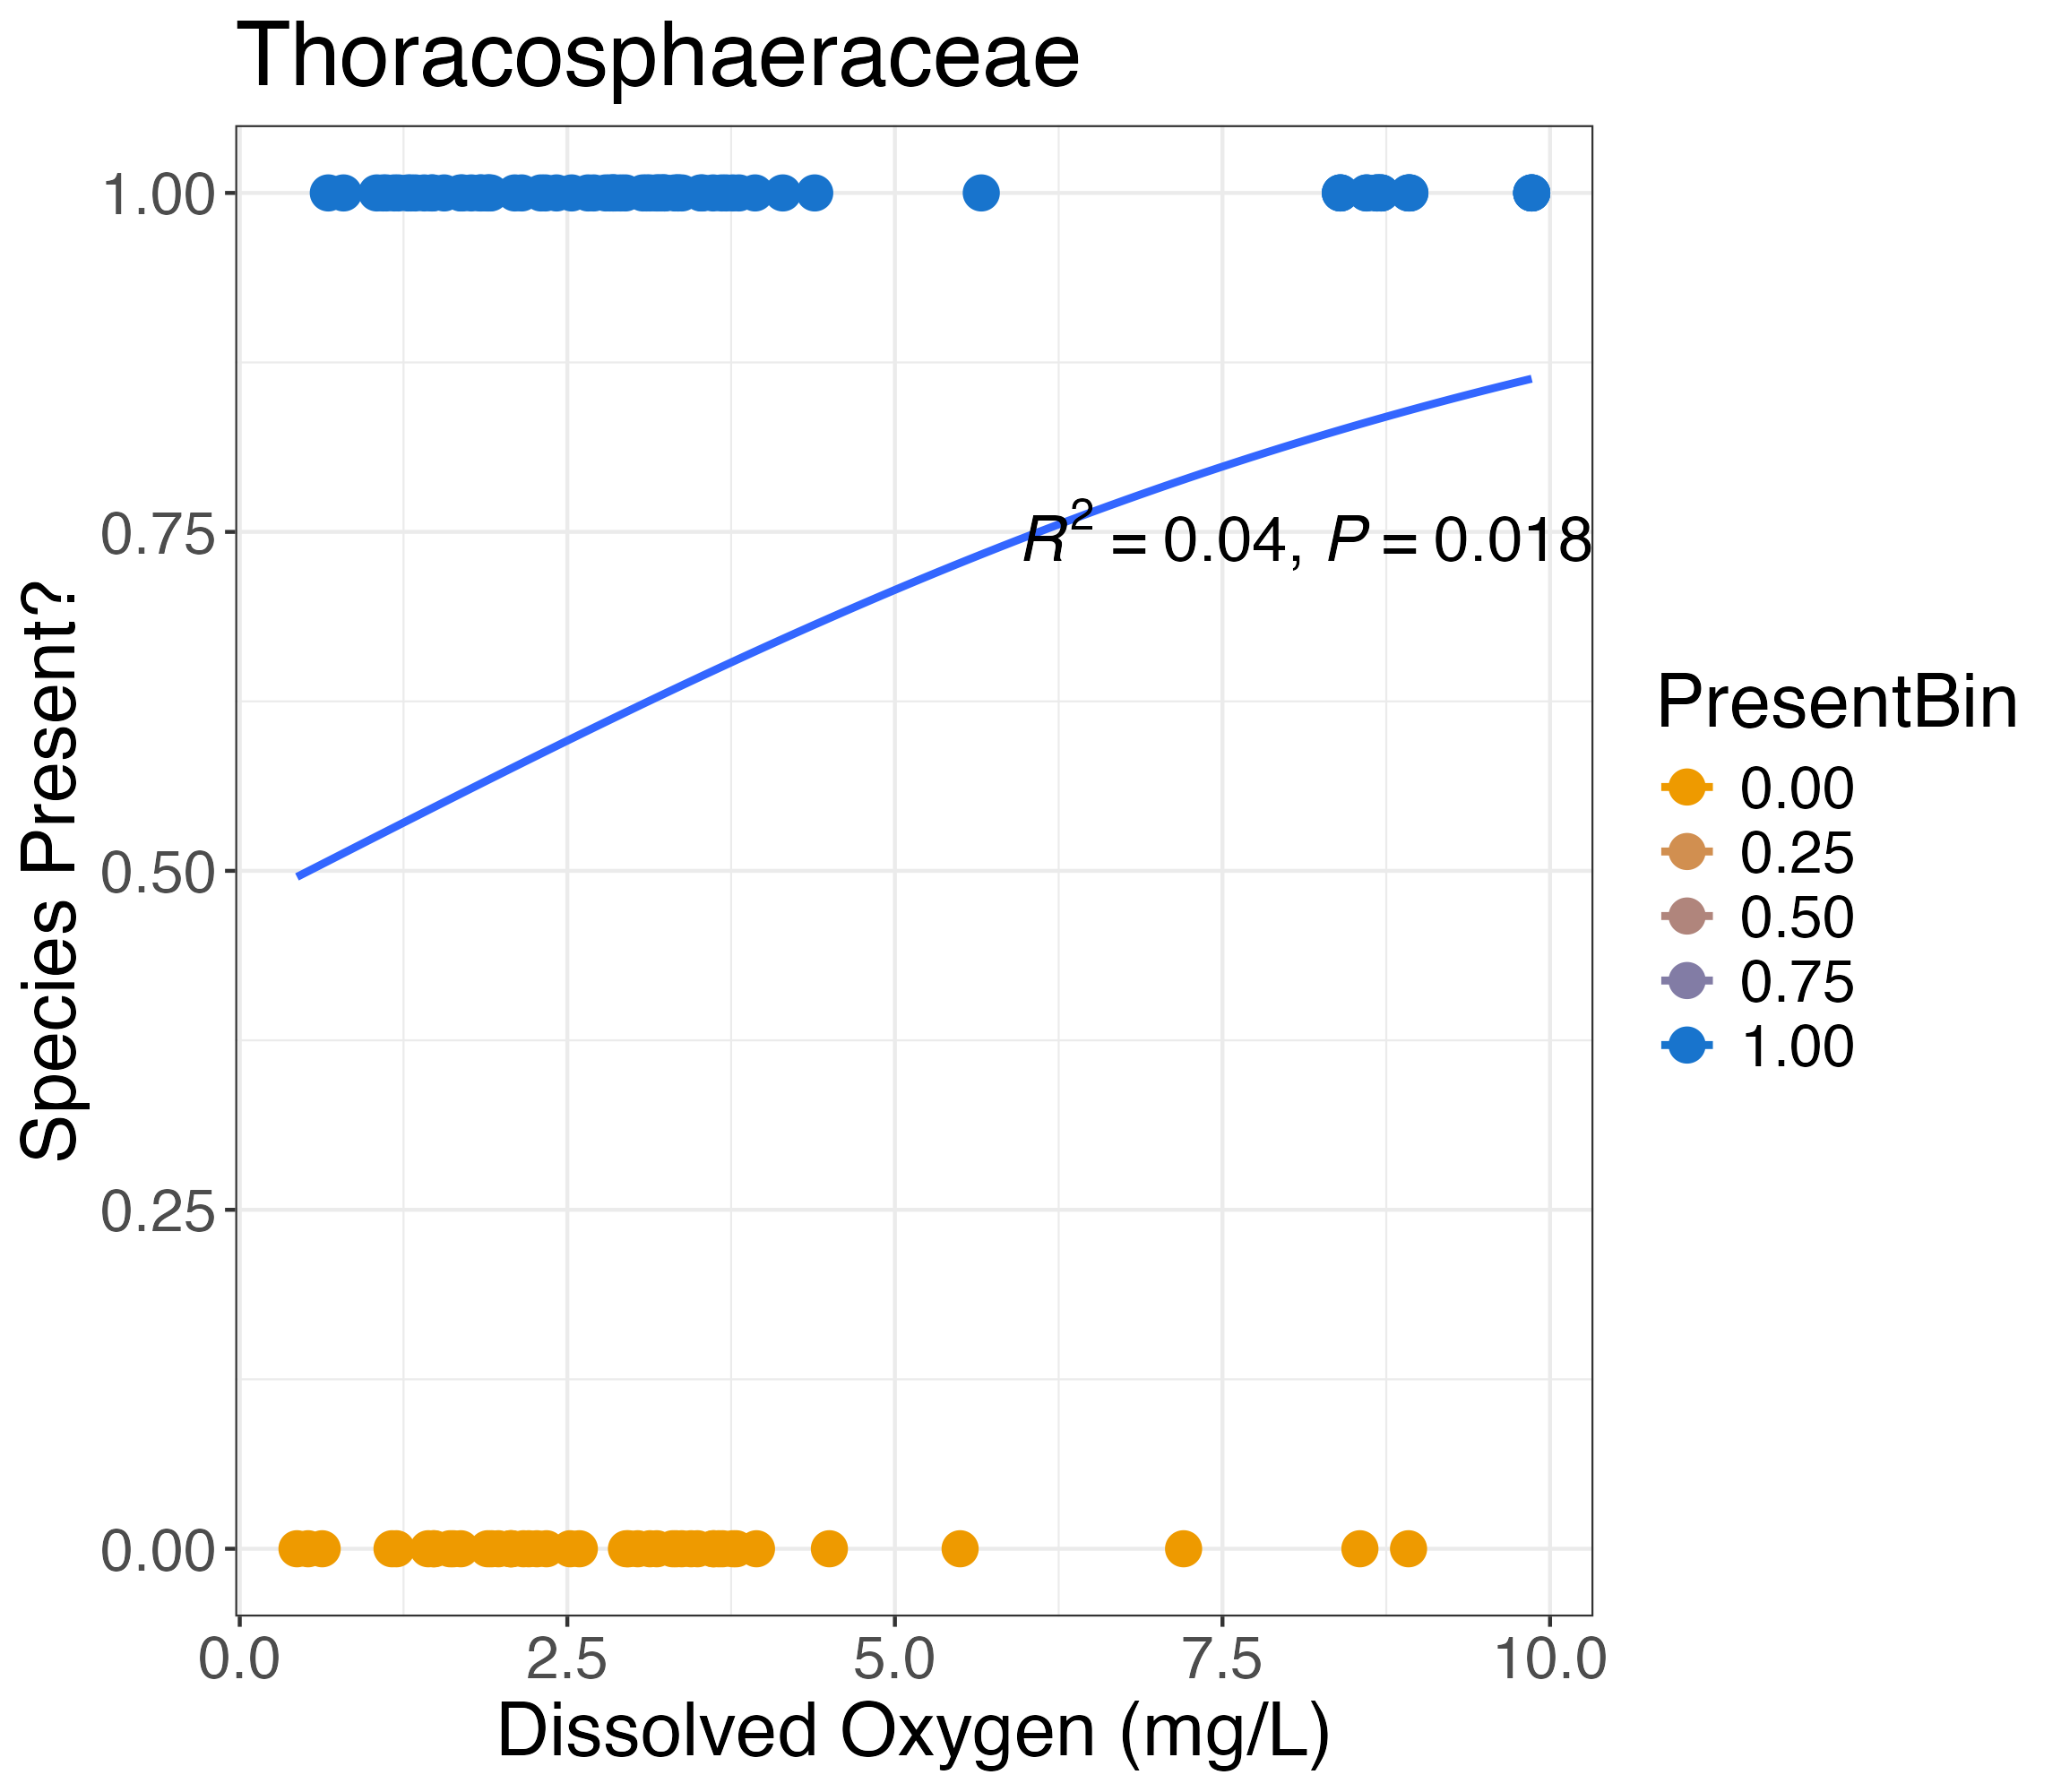 Thoracosphaeraceae
1.00
0.75
0.50
0.25
0.00
Species Present?
R² = 0.04, P = 0.018
0.0 2.5 5.0 7.5 10.0
Dissolved Oxygen (mg/L)
PresentBin
0.00
0.25
0.50
0.75
1.00